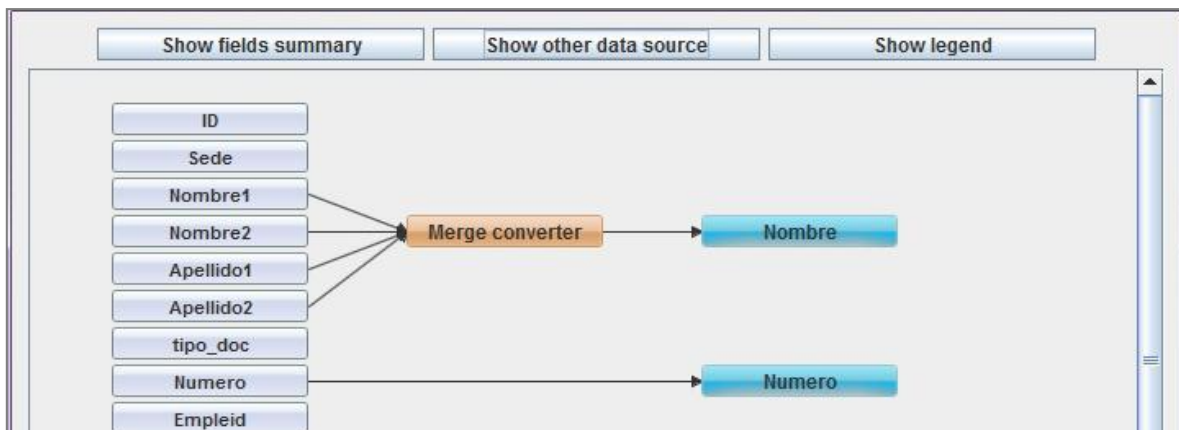 Show fields summary
Show other data source
Show legend
ID
Sede
Nombre1
Nombre2
Merge converter
Nombre
Apellido1
Apellido2
tipo_doc
Numero
Numero
Empleid